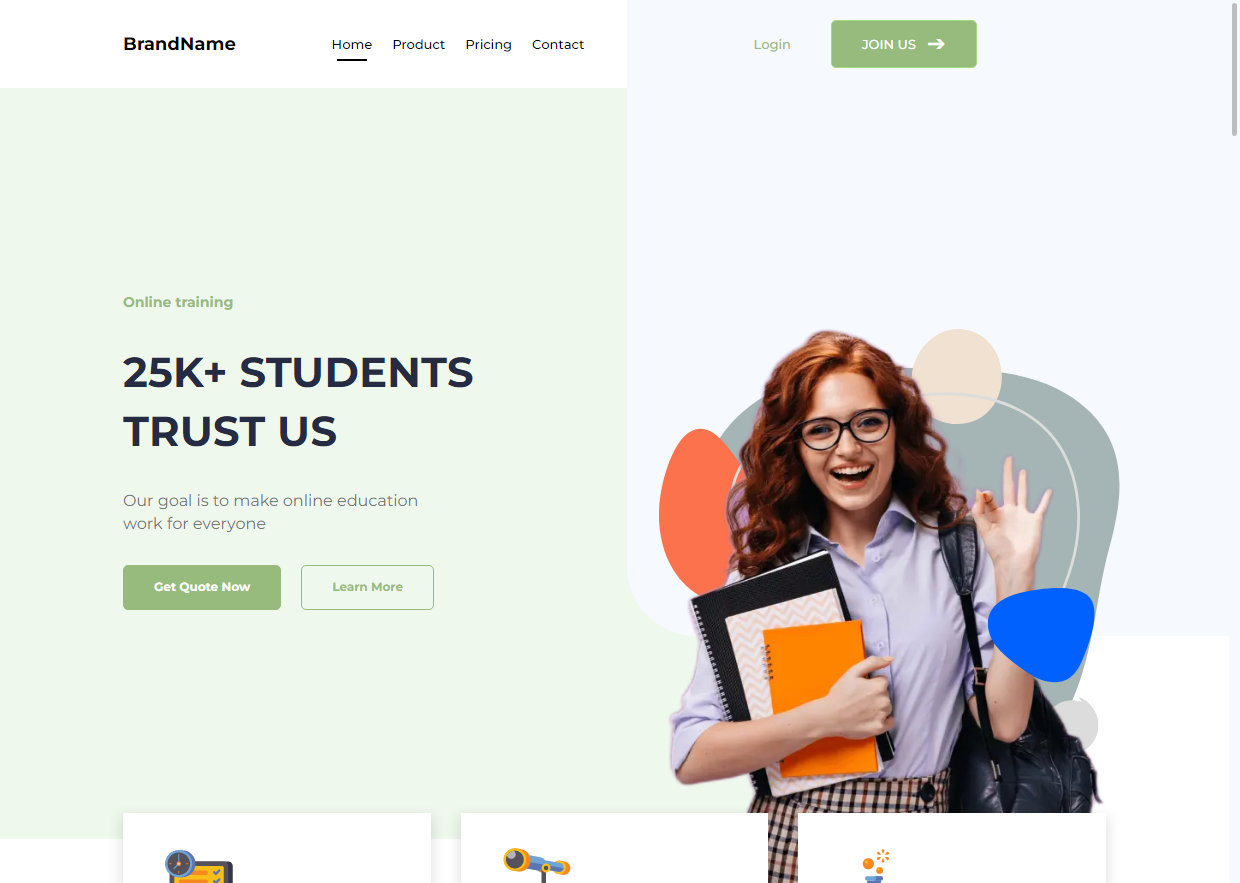 BrandName
Home Product Pricing Contact
Login
JOIN US
Online training
25K+ STUDENTS
TRUST US
Our goal is to make online education
work for everyone
Get Quote Now
Learn More